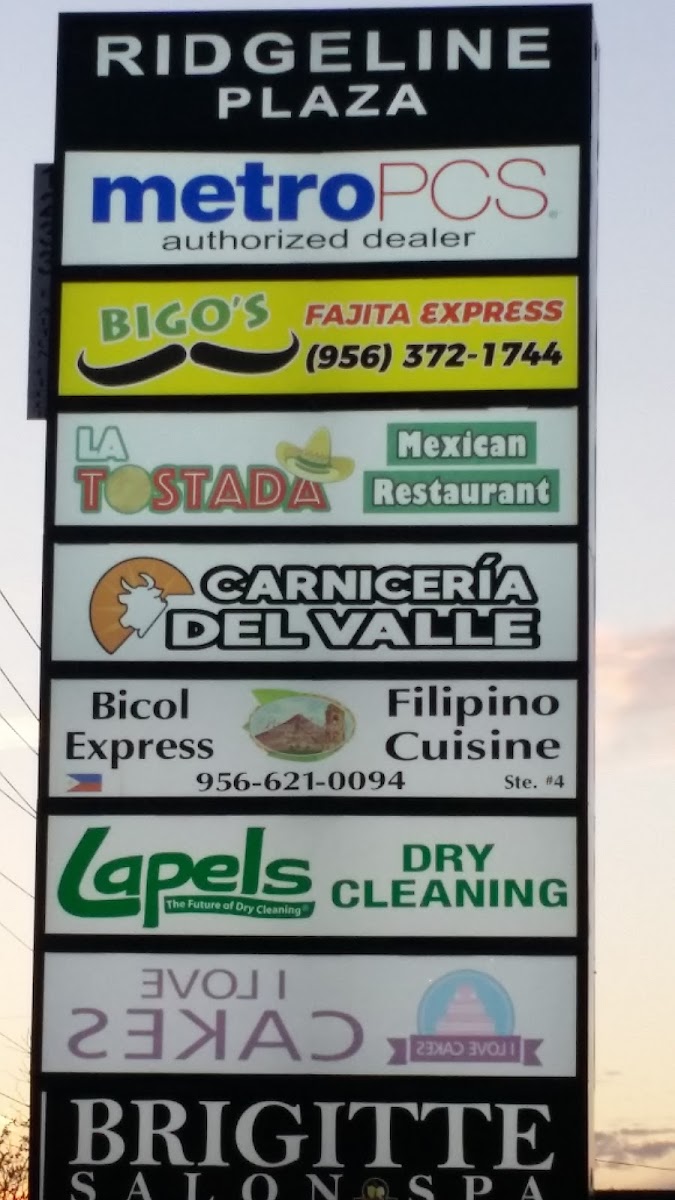 RIDGELINE
PLAZA
metroPCS
authorized dealer
BIGO'S FAJITA EXPRESS
(956) 372-1744
LA
TOSTADA
Mexican
Restaurant
CARNICERÍA
DEL VALLE
Bicol
Express
Filipino
Cuisine
956-621-0094
Ste. #4
Lapels
The Future of Dry Cleaning®
DRY
CLEANING
I LOVE
CAKES
I LOVE CAKES
BRIGITTE
SALON SPA